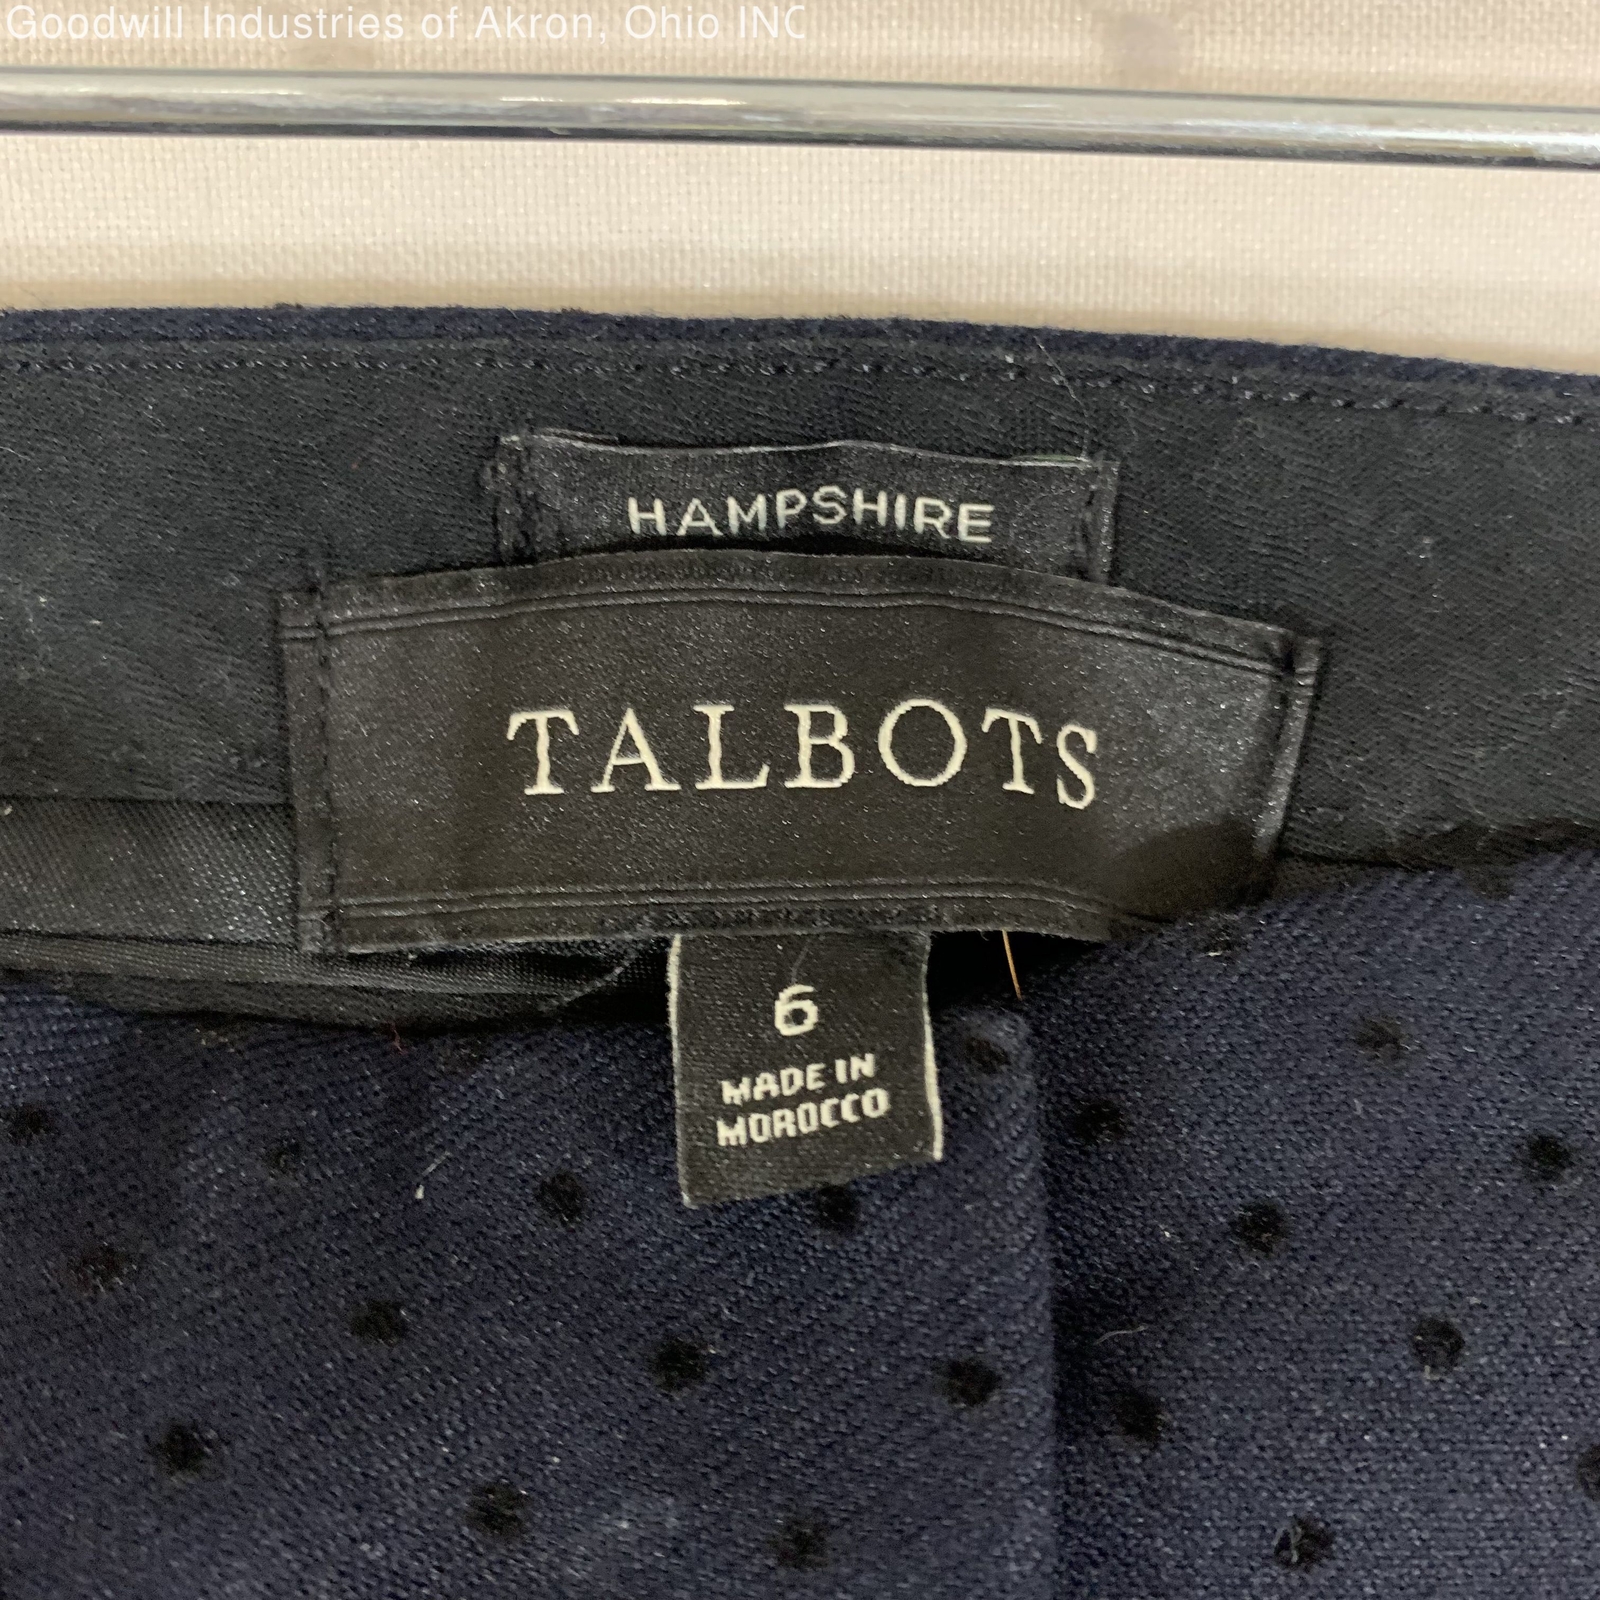 Goodwill Industries of Akron, Ohio INC
HAMPSHIRE
TALBOTS
6
MADE IN
MOROCCO